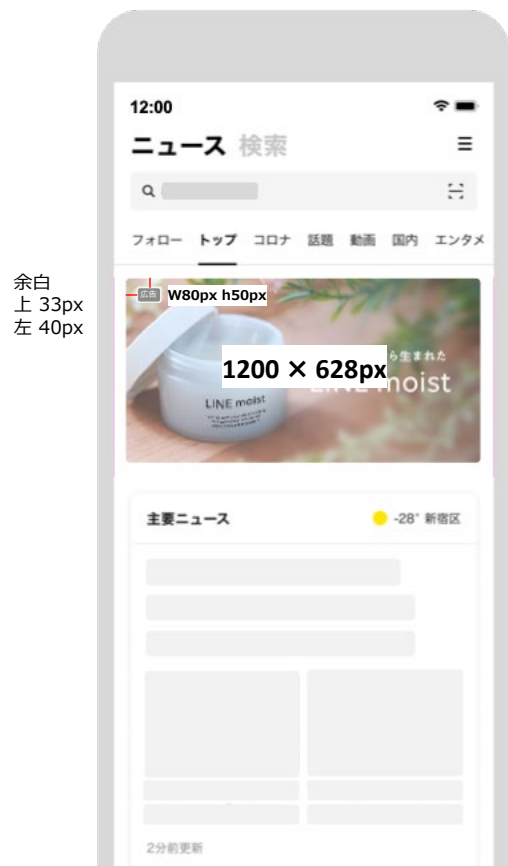 12:00
ニュース 検索
フォロー トップ コロナ 話題 動画 国内 エンタメ
余白
上 33px
左 40px
広告
W80px h50px
1200 × 628px
ら生まれた
moist
LINE moist
主要ニュース
-28° 新宿区
2分前更新